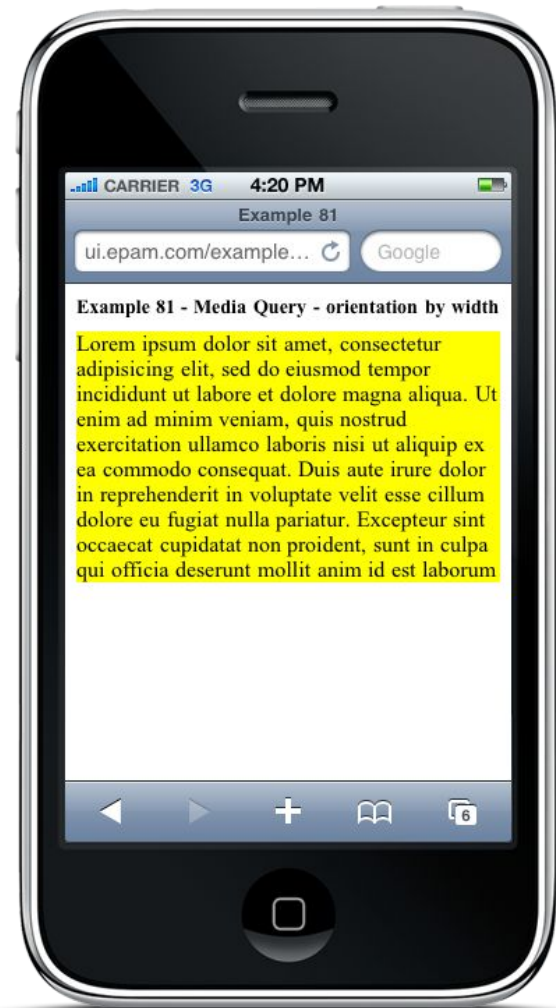 CARRIER 3G 4:20 PM
Example 81
ui.epam.com/example... Google
Example 81 - Media Query - orientation by width
Lorem ipsum dolor sit amet, consectetur
adipisicing elit, sed do eiusmod tempor
incididunt ut labore et dolore magna aliqua. Ut
enim ad minim veniam, quis nostrud
exercitation ullamco laboris nisi ut aliquip ex
ea commodo consequat. Duis aute irure dolor
in reprehenderit in voluptate velit esse cillum
dolore eu fugiat nulla pariatur. Excepteur sint
occaecat cupidatat non proident, sunt in culpa
qui officia deserunt mollit anim id est laborum
6